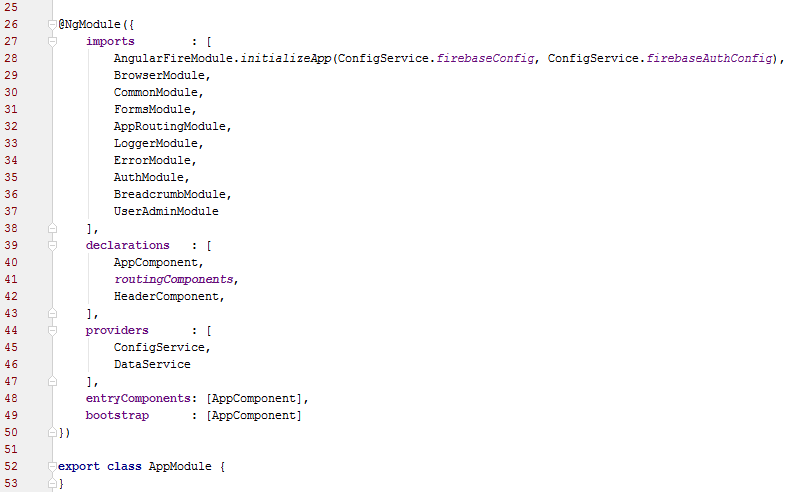 25
26 @NgModule({
27     imports         : [
28         AngularFireModule.initializeApp(ConfigService.firebaseConfig, ConfigService.firebaseAuthConfig),
29         BrowserModule,
30         CommonModule,
31         FormsModule,
32         AppRoutingModule,
33         LoggerModule,
34         ErrorModule,
35         AuthModule,
36         BreadcrumbModule,
37         UserAdminModule
38     ],
39     declarations   : [
40         AppComponent,
41         routingComponents,
42         HeaderComponent,
43     ],
44     providers      : [
45         ConfigService,
46         DataService
47     ],
48     entryComponents: [AppComponent],
49     bootstrap      : [AppComponent]
50 })
51
52 export class AppModule {
53 }